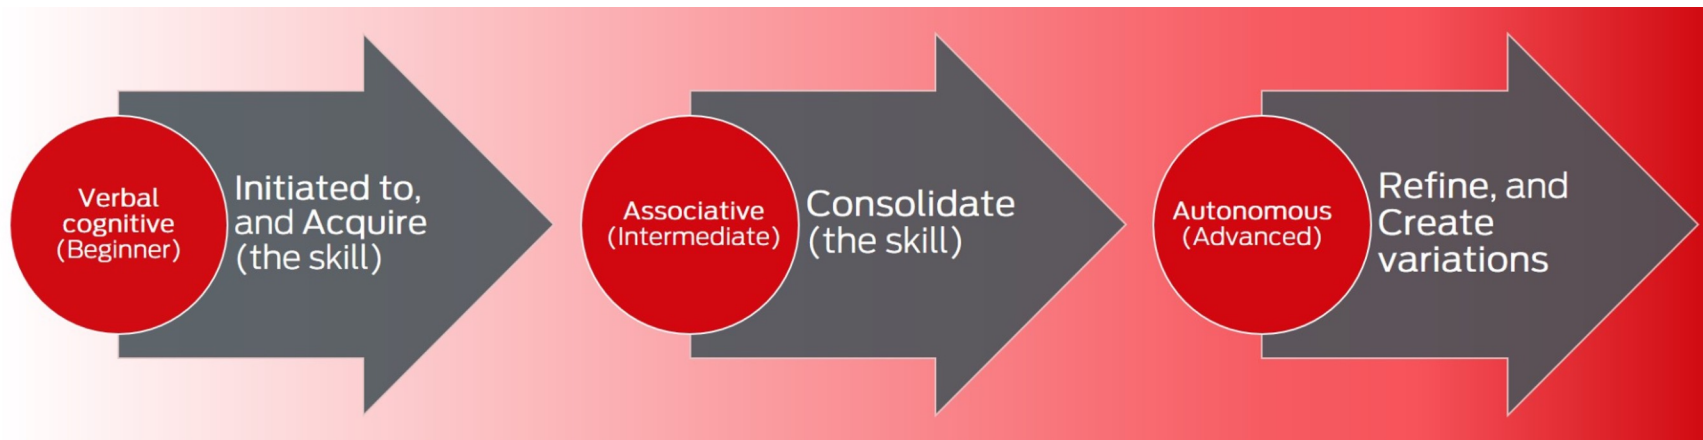 Verbal
cognitive
(Beginner)
Initiated to,
and Acquire
(the skill)
Associative
(Intermediate)
Consolidate
(the skill)
Autonomous
(Advanced)
Refine, and
Create
variations